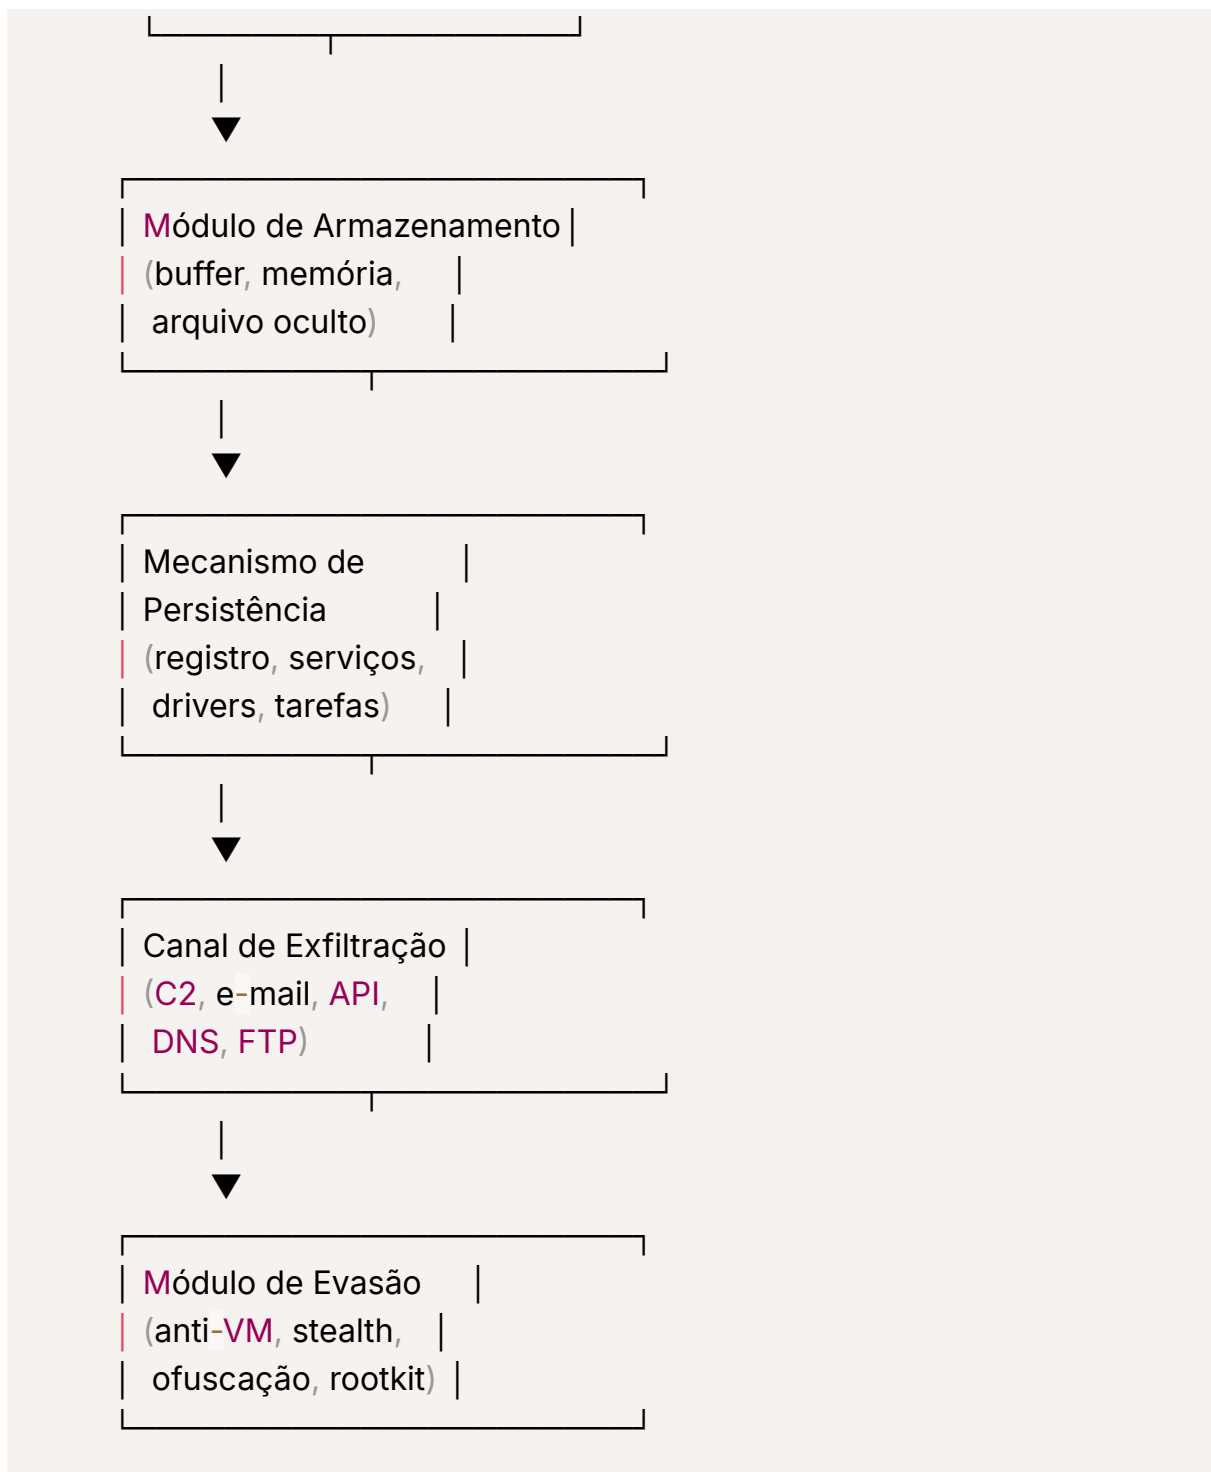 Módulo de Armazenamento
(buffer, memória,
arquivo oculto)
Mecanismo de
Persistência
(registro, serviços,
drivers, tarefas)
Canal de Exfiltração
(C2, e-mail, API,
DNS, FTP)
Módulo de Evasão
(anti-VM, stealth,
ofuscação, rootkit)